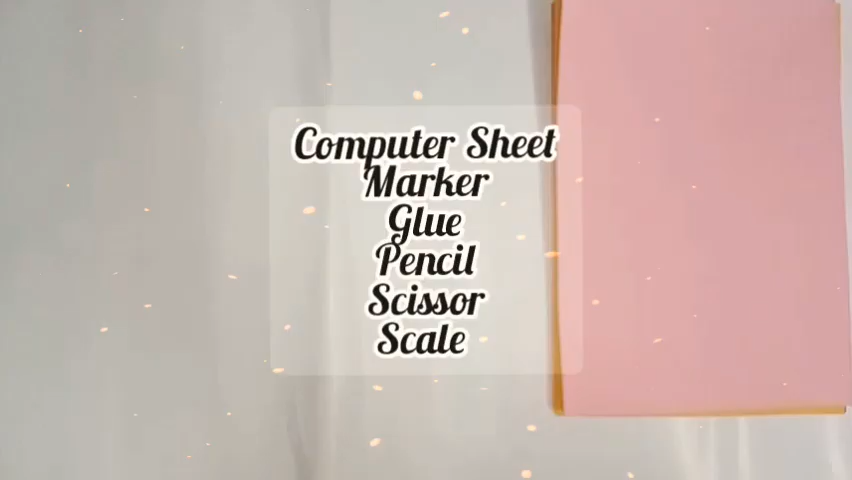 Computer Sheet
Marker
Glue
Pencil
Scissor
Scale